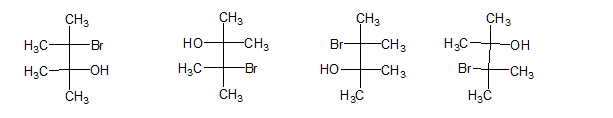 CH₃ CH₃ CH₃ CH₃
H₃C Br HO CH₃ Br CH₃ H₃C OH
H₃C OH H₃C Br HO CH₃ Br CH₃
CH₃ CH₃ H₃C H₃C